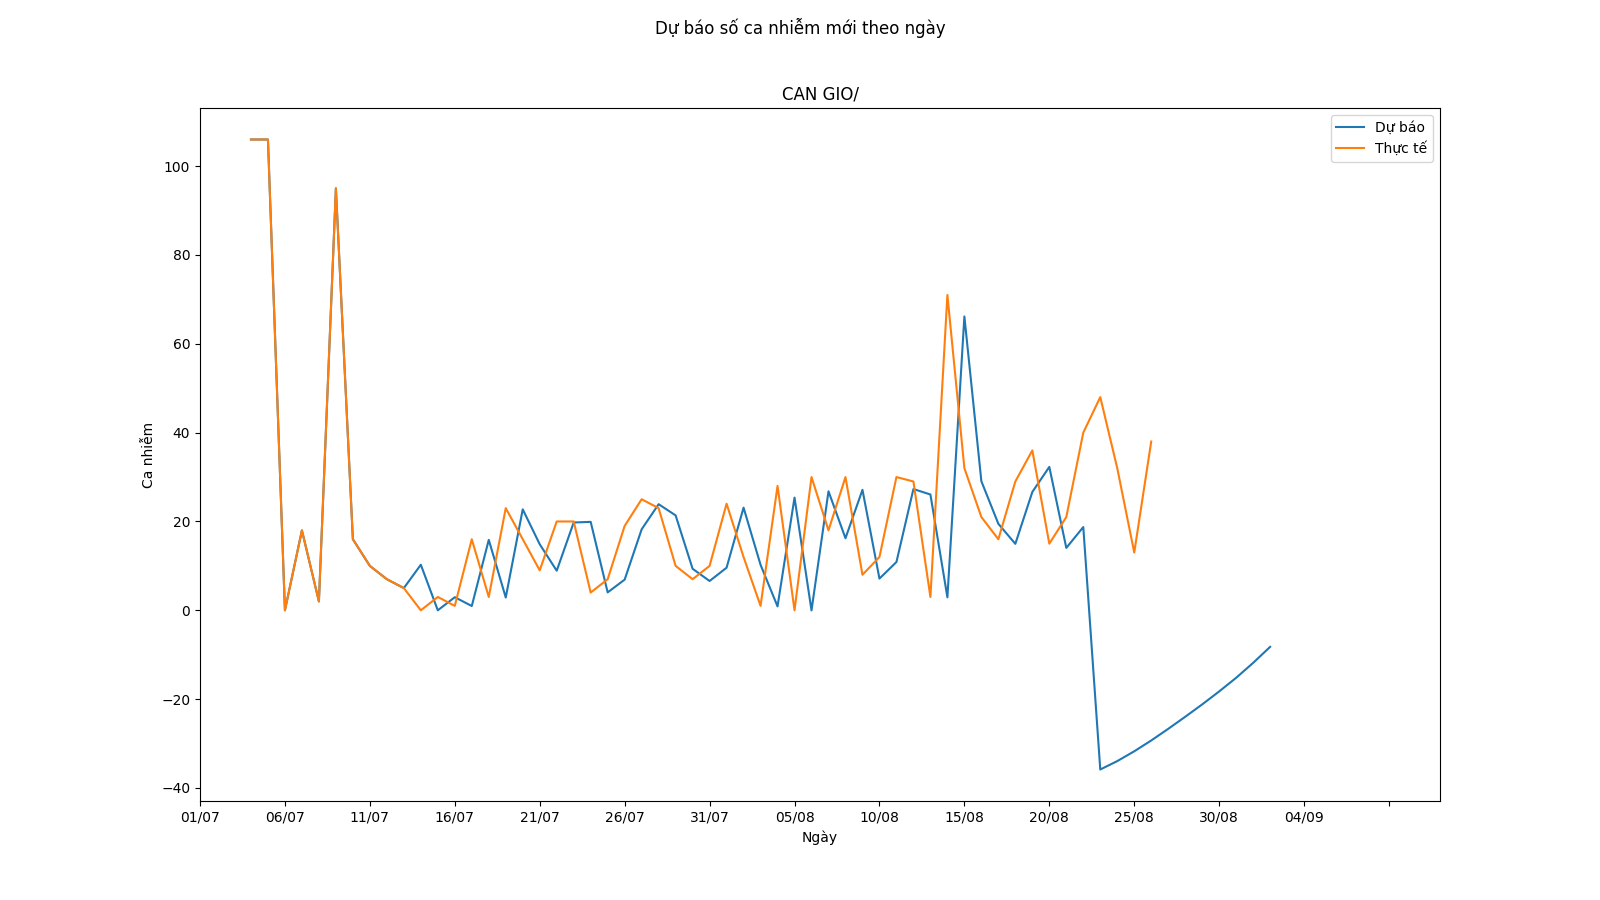 Dự báo số ca nhiễm mới theo ngày
CAN GIO/
Dự báo
Thực tế
100
80
60
40
20
0
−20
−40
Ca nhiễm
01/07 06/07 11/07 16/07 21/07 26/07 31/07 05/08 10/08 15/08 20/08 25/08 30/08 04/09
Ngày